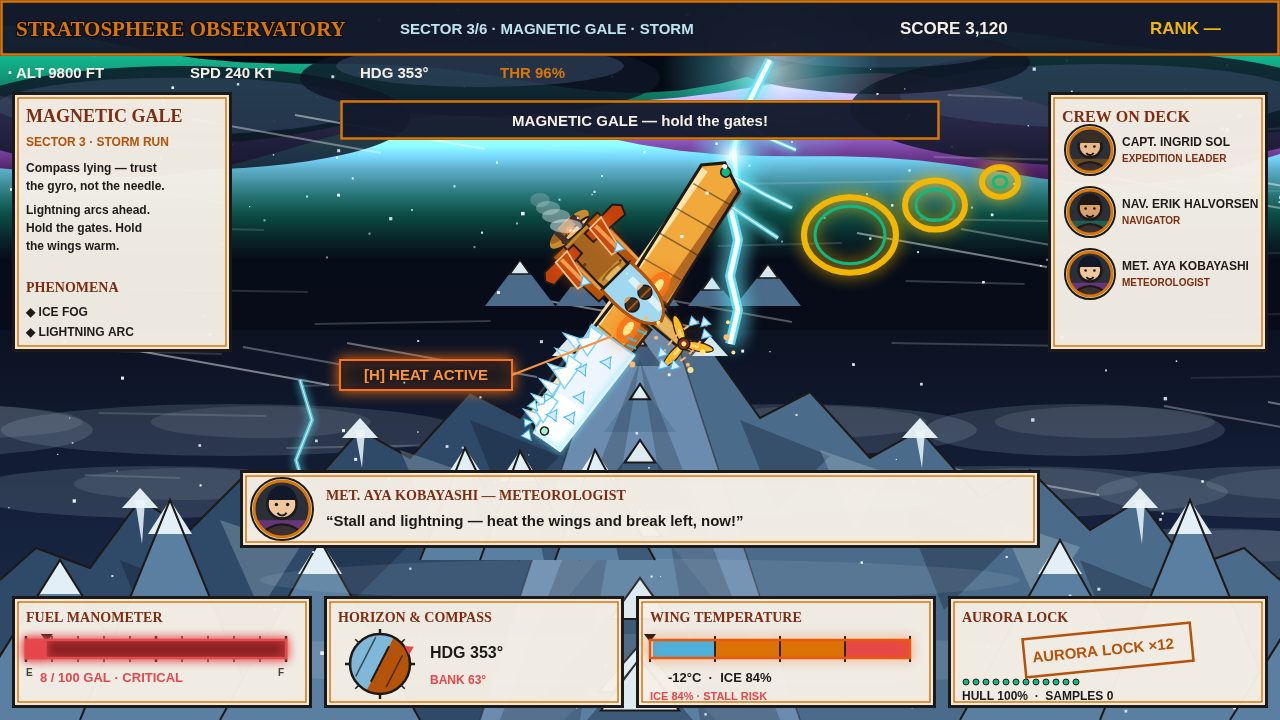 STRATOSPHERE OBSERVATORY
SECTOR 3/6 · MAGNETIC GALE · STORM
SCORE 3,120
RANK —
· ALT 9800 FT
SPD 240 KT
HDG 353°
THR 96%
MAGNETIC GALE
SECTOR 3 · STORM RUN
Compass lying — trust
the gyro, not the needle.
Lightning arcs ahead.
Hold the gates. Hold
the wings warm.
PHENOMENA
◆ ICE FOG
◆ LIGHTNING ARC
MAGNETIC GALE — hold the gates!
CREW ON DECK
CAPT. INGRID SOL
EXPEDITION LEADER
NAV. ERIK HALVORSEN
NAVIGATOR
MET. AYA KOBAYASHI
METEOROLOGIST
[H] HEAT ACTIVE
MET. AYA KOBAYASHI — METEOROLOGIST
“Stall and lightning — heat the wings and break left, now!”
FUEL MANOMETER
E
F
8 / 100 GAL · CRITICAL
HORIZON & COMPASS
HDG 353°
BANK 63°
WING TEMPERATURE
-12°C · ICE 84%
ICE 84% · STALL RISK
AURORA LOCK
AURORA LOCK ×12
HULL 100% · SAMPLES 0